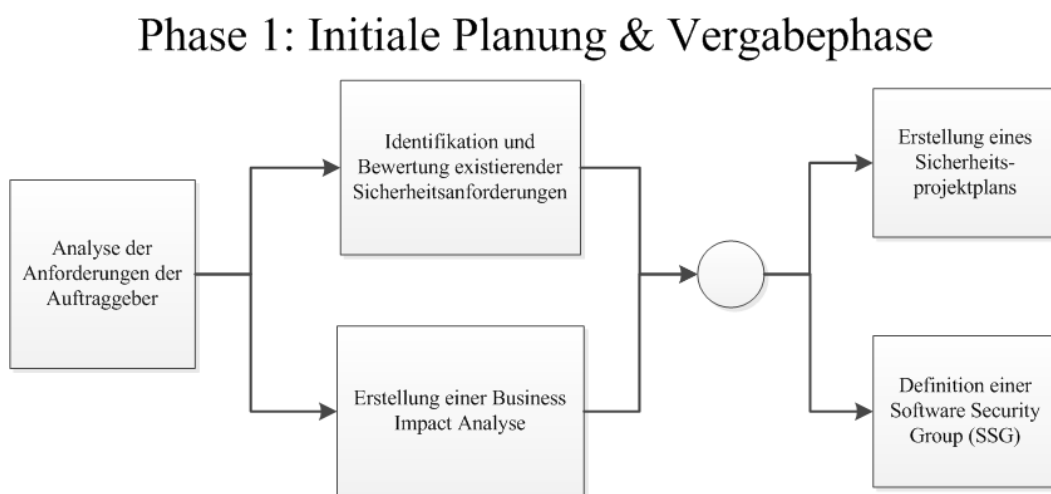 Phase 1: Initiale Planung & Vergabephase
Analyse der
Anforderungen der
Auftraggeber
Identifikation und
Bewertung existierender
Sicherheitsanforderungen
Erstellung einer Business
Impact Analyse
Erstellung eines
Sicherheits-
projektplans
Definition einer
Software Security
Group (SSG)